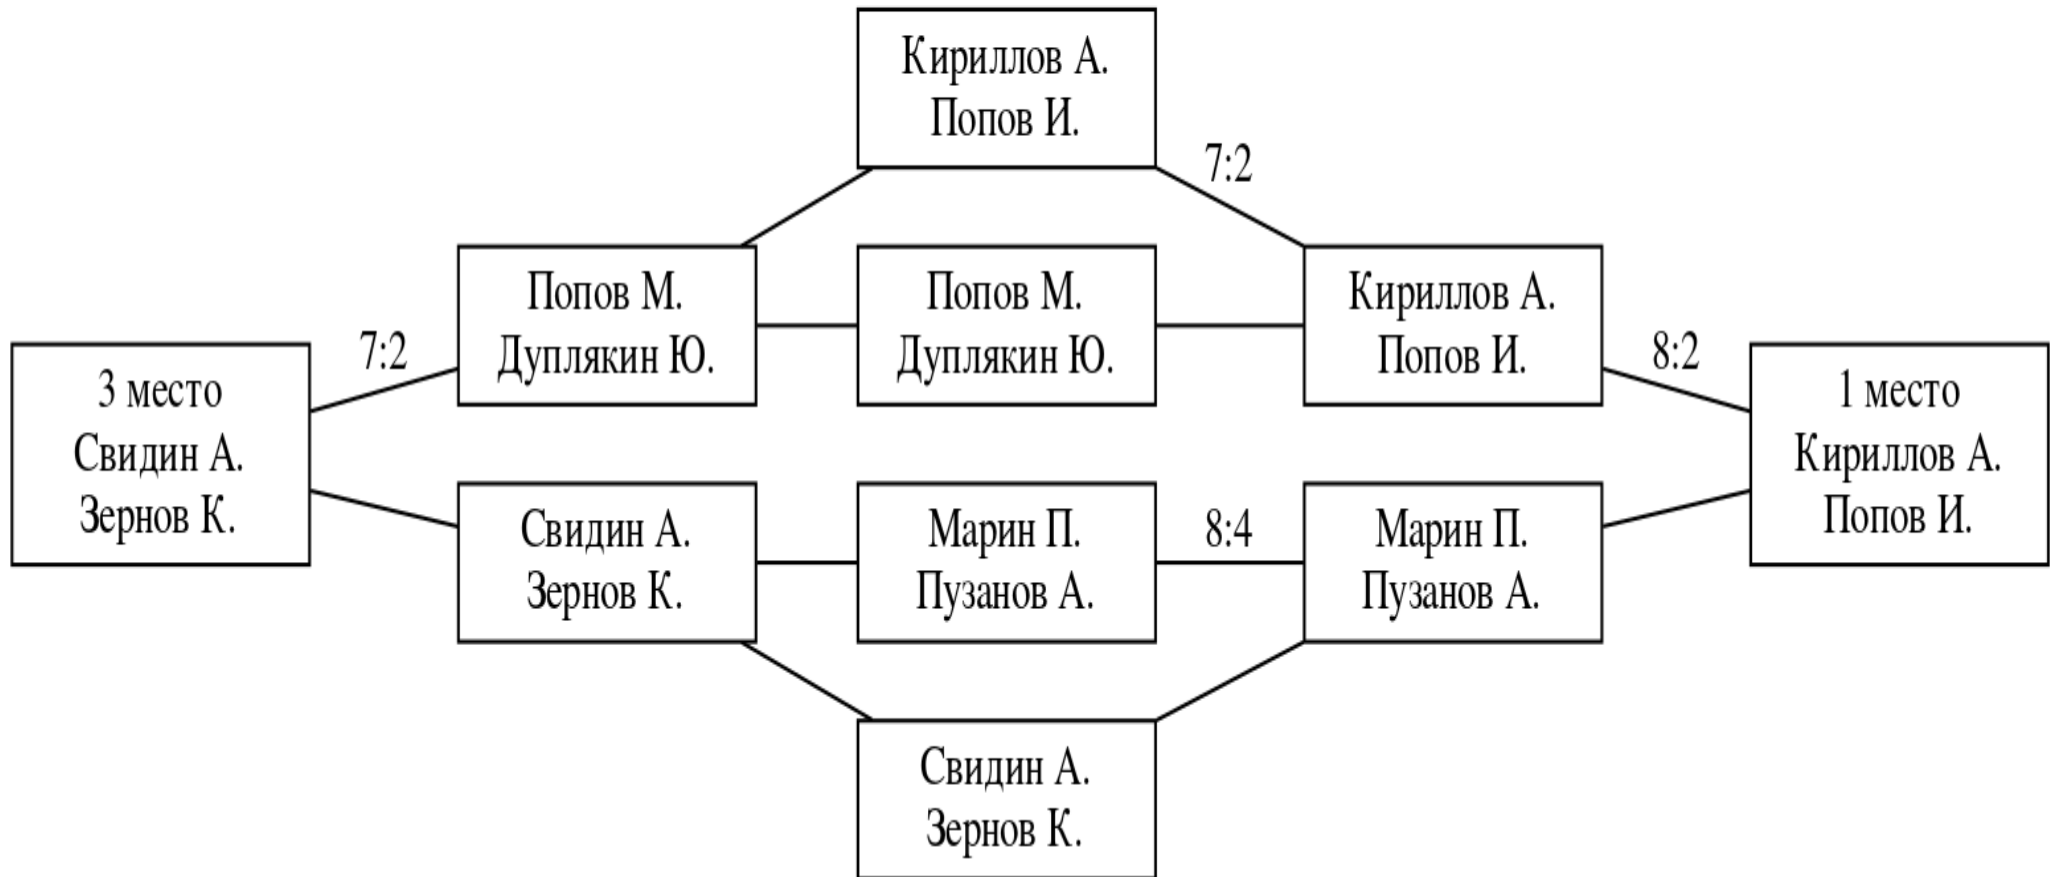 Кириллов А.
Попов И.
7:2
Попов М.
Дуплякин Ю.
Попов М.
Дуплякин Ю.
Кириллов А.
Попов И.
7:2
8:2
3 место
Свидин А.
Зернов К.
1 место
Кириллов А.
Попов И.
Свидин А.
Зернов К.
Марин П.
Пузанов А.
8:4
Марин П.
Пузанов А.
Свидин А.
Зернов К.